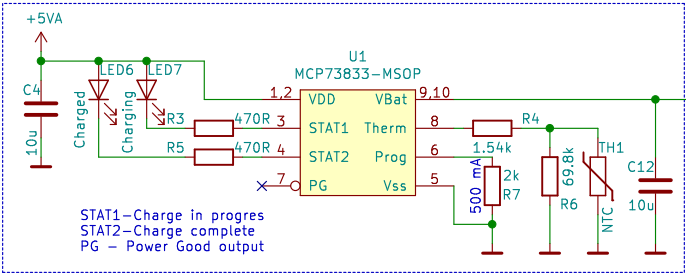 +5VA
LED6
LED7
U1
MCP73833-MSOP
C4
10u
Charged
Charging
R3
470R
R5
470R
1,2
3
4
7
VDD
STAT1
STAT2
PG
VBat
Therm
Prog
Vss
9,10
8
6
5
R4
1.54k
500 mA
2k
R7
69.8k
R6
TH1
NTC
C12
10u
STAT1-Charge in progres
STAT2-Charge complete
PG - Power Good output